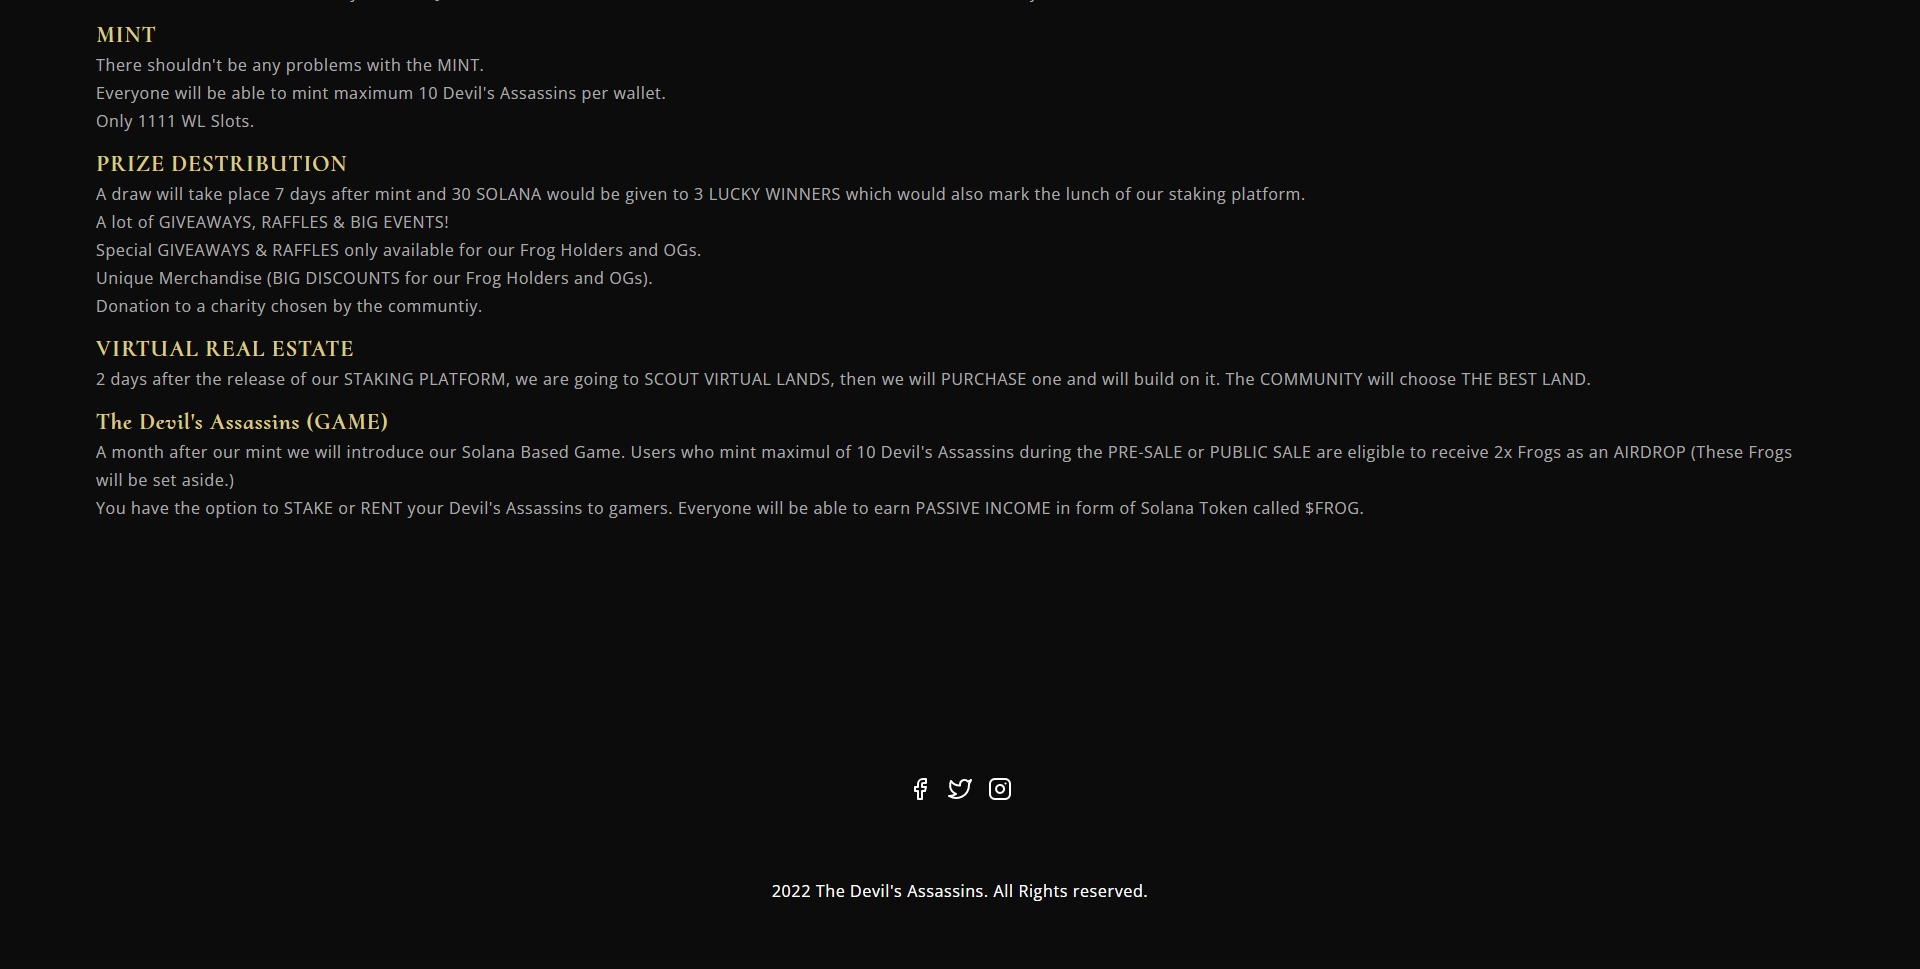 MINT
There shouldn't be any problems with the MINT.
Everyone will be able to mint maximum 10 Devil's Assassins per wallet.
Only 1111 WL Slots.
PRIZE DESTRIBUTION
A draw will take place 7 days after mint and 30 SOLANA would be given to 3 LUCKY WINNERS which would also mark the lunch of our staking platform.
A lot of GIVEAWAYS, RAFFLES & BIG EVENTS!
Special GIVEAWAYS & RAFFLES only available for our Frog Holders and OGs.
Unique Merchandise (BIG DISCOUNTS for our Frog Holders and OGs).
Donation to a charity chosen by the communtiy.
VIRTUAL REAL ESTATE
2 days after the release of our STAKING PLATFORM, we are going to SCOUT VIRTUAL LANDS, then we will PURCHASE one and will build on it. The COMMUNITY will choose THE BEST LAND.
The Devil's Assassins (GAME)
A month after our mint we will introduce our Solana Based Game. Users who mint maximul of 10 Devil's Assassins during the PRE-SALE or PUBLIC SALE are eligible to receive 2x Frogs as an AIRDROP (These Frogs
will be set aside.)
You have the option to STAKE or RENT your Devil's Assassins to gamers. Everyone will be able to earn PASSIVE INCOME in form of Solana Token called $FROG.
2022 The Devil's Assassins. All Rights reserved.